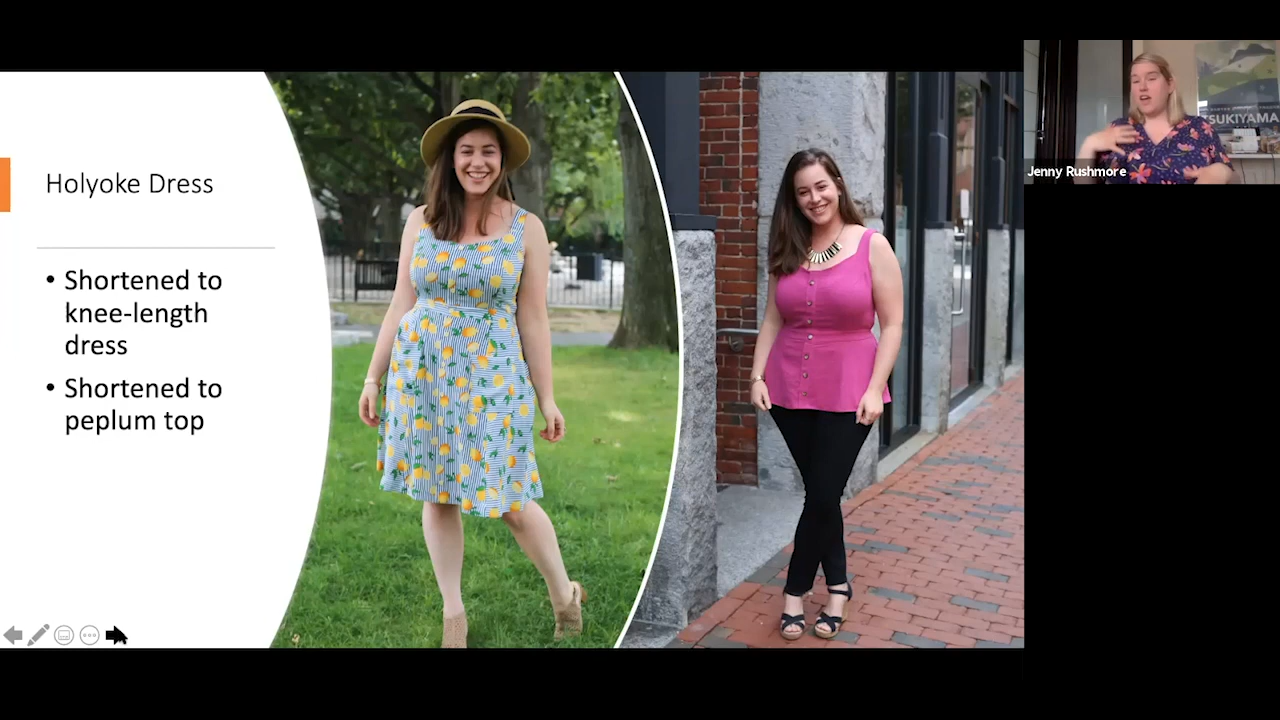 Holyoke Dress
• Shortened to
knee-length
dress
• Shortened to
peplum top
TSUKIYAMA
Jenny Rushmore